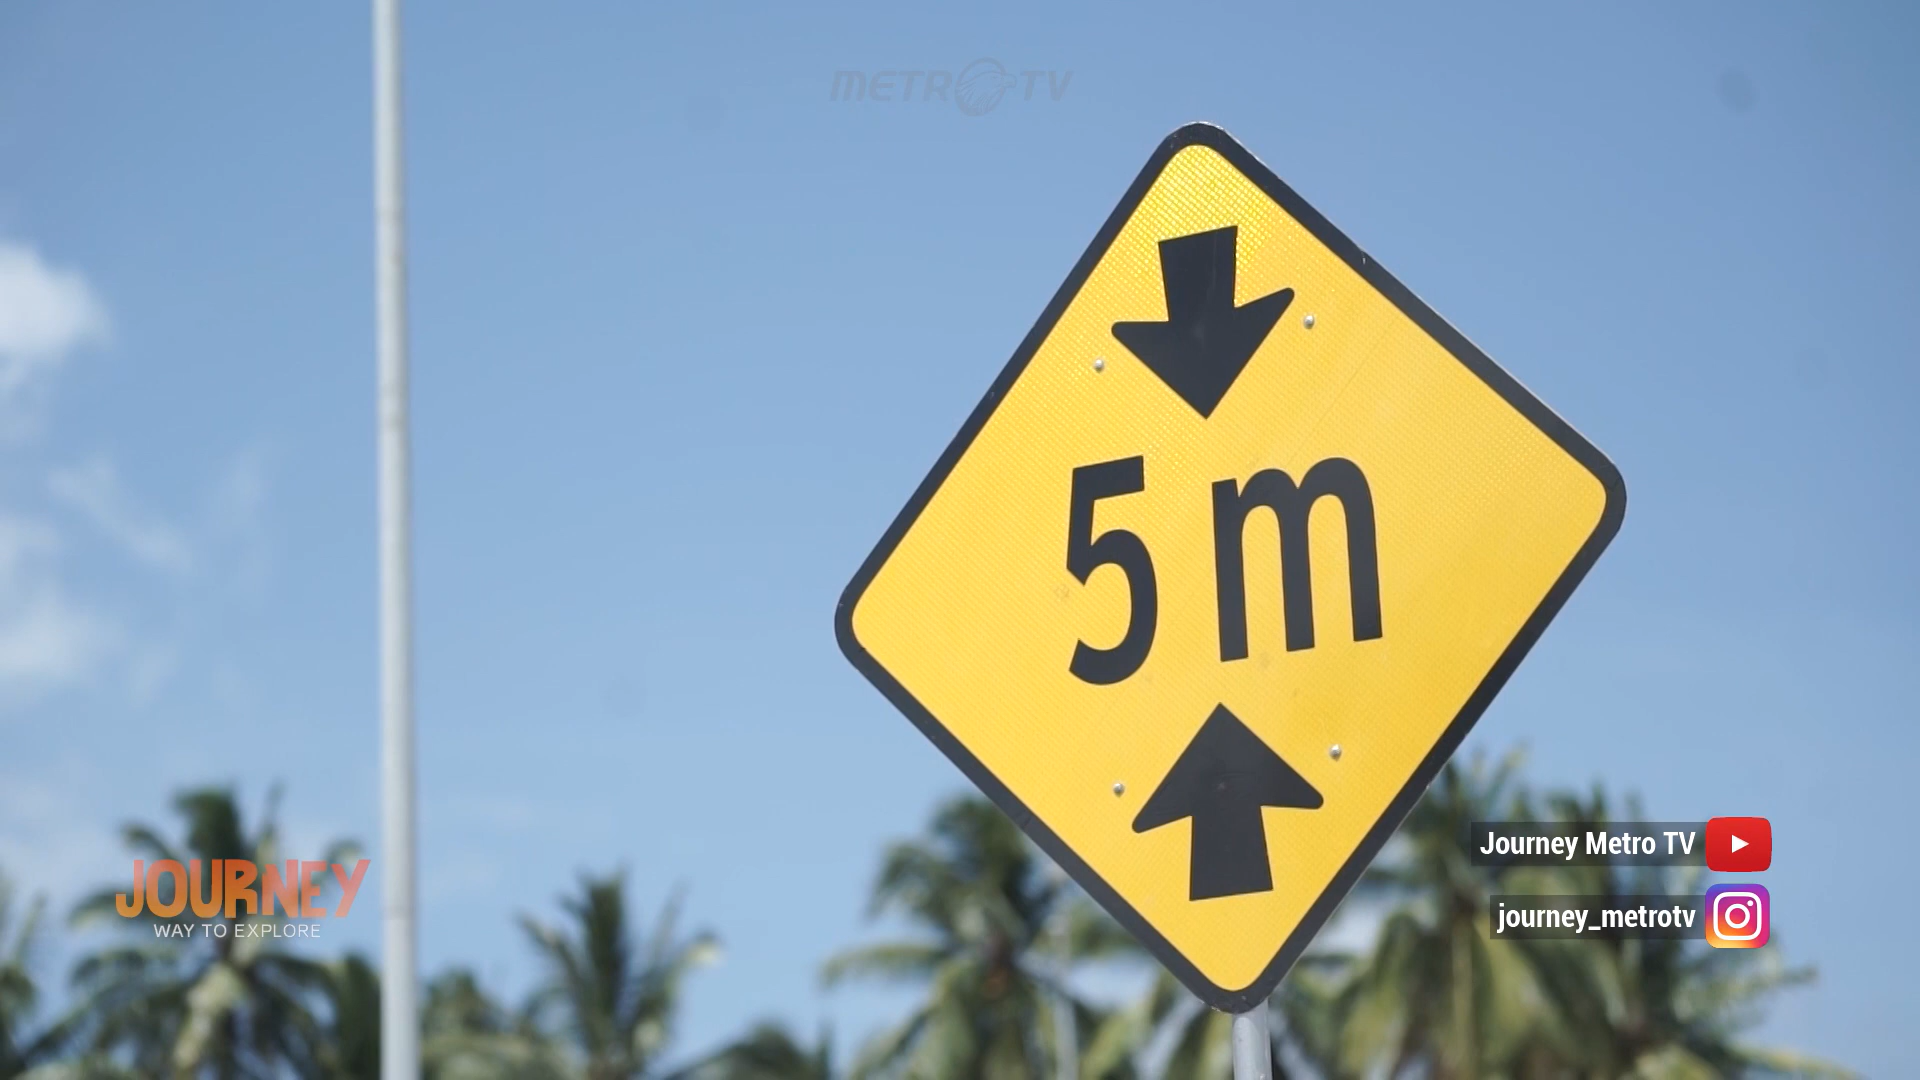 METRO TV
5 m
JOURNEY
WAY TO EXPLORE
Journey Metro TV
journey_metrotv